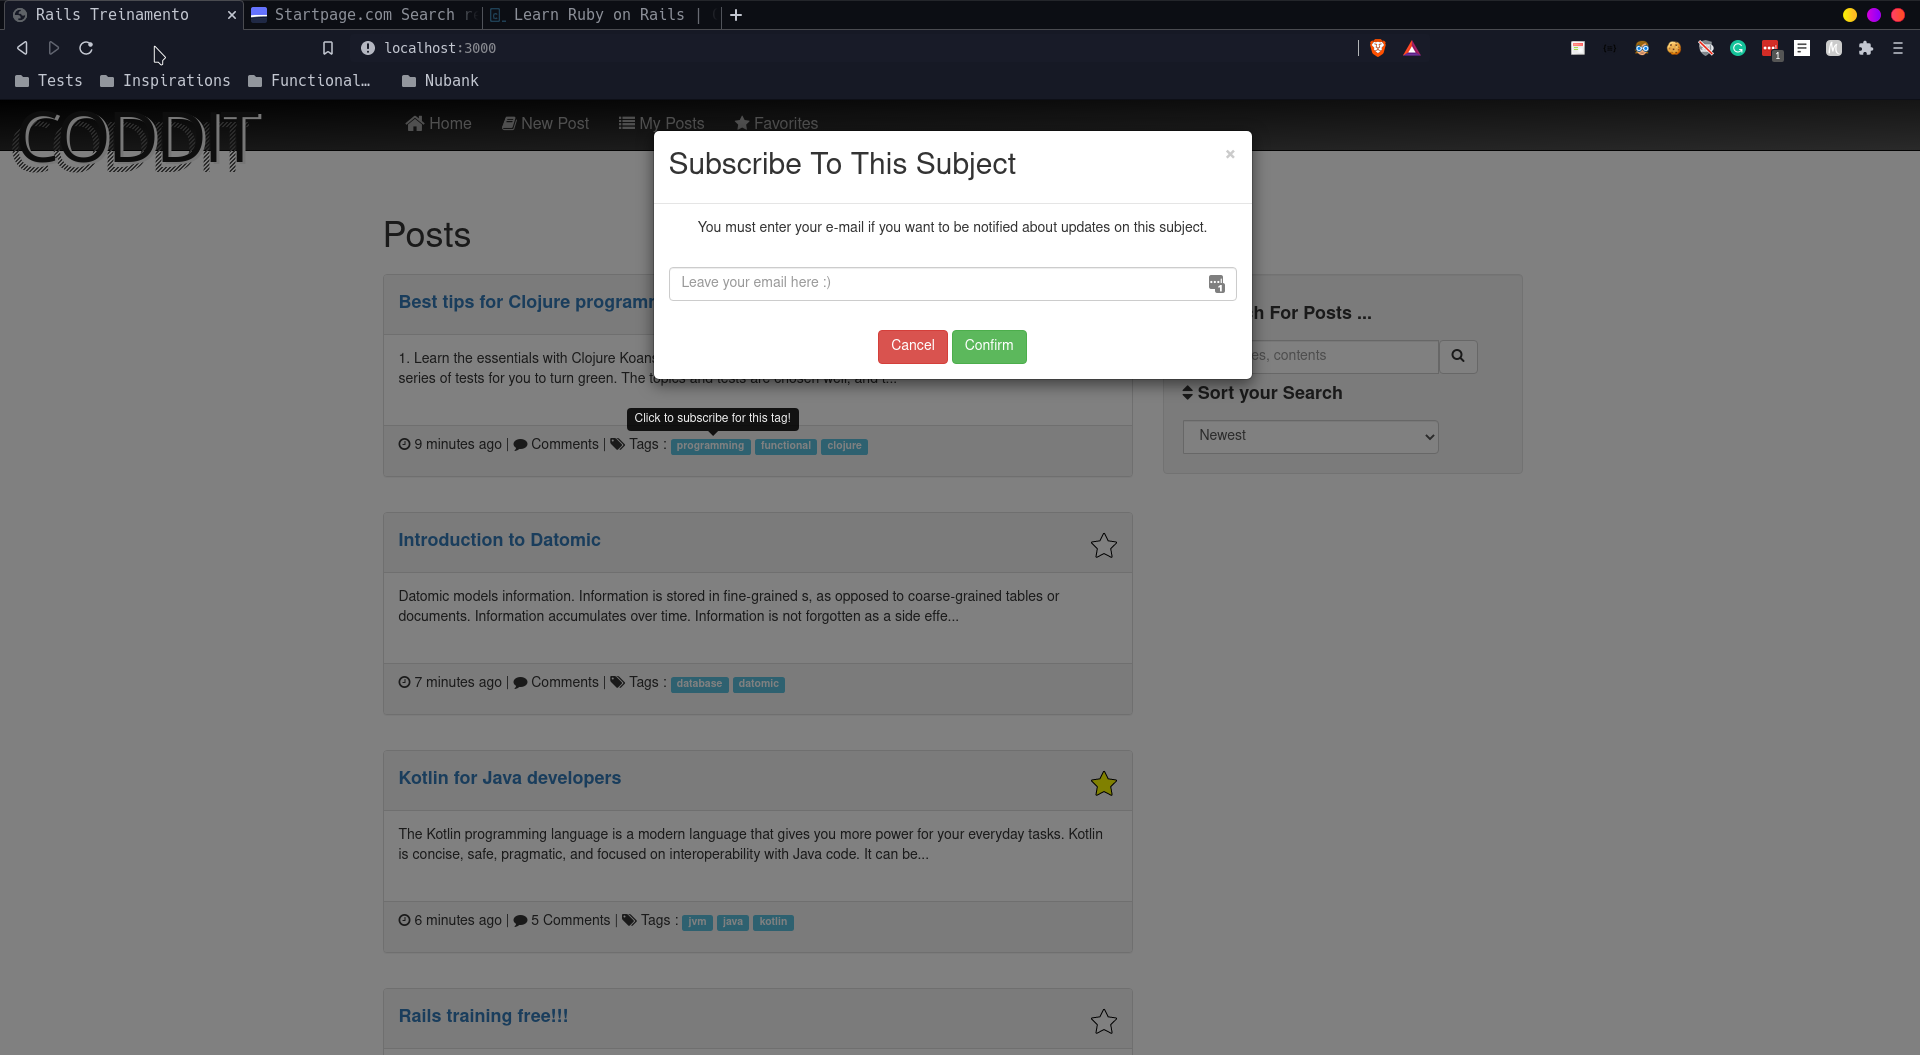 Rails Treinamento
Startpage.com Search r
Learn Ruby on Rails |
localhost:3000
1
Tests
Inspirations
Functional…
Nubank
CODDIT
Home
New Post
My Posts
Favorites
Subscribe To This Subject
×
You must enter your e-mail if you want to be notified about updates on this subject.
Leave your email here :)
1
Cancel
Confirm
Posts
Best tips for Clojure programm
1. Learn the essentials with Clojure Koans
series of tests for you to turn green. The topics and tests are chosen well, and t...
Click to subscribe for this tag!
9 minutes ago | Comments | Tags : programming functional clojure
h For Posts ...
es, contents
Sort your Search
Newest
Introduction to Datomic
Datomic models information. Information is stored in fine-grained s, as opposed to coarse-grained tables or
documents. Information accumulates over time. Information is not forgotten as a side effe...
7 minutes ago | Comments | Tags : database datomic
Kotlin for Java developers
The Kotlin programming language is a modern language that gives you more power for your everyday tasks. Kotlin
is concise, safe, pragmatic, and focused on interoperability with Java code. It can be...
6 minutes ago | 5 Comments | Tags : jvm java kotlin
Rails training free!!!